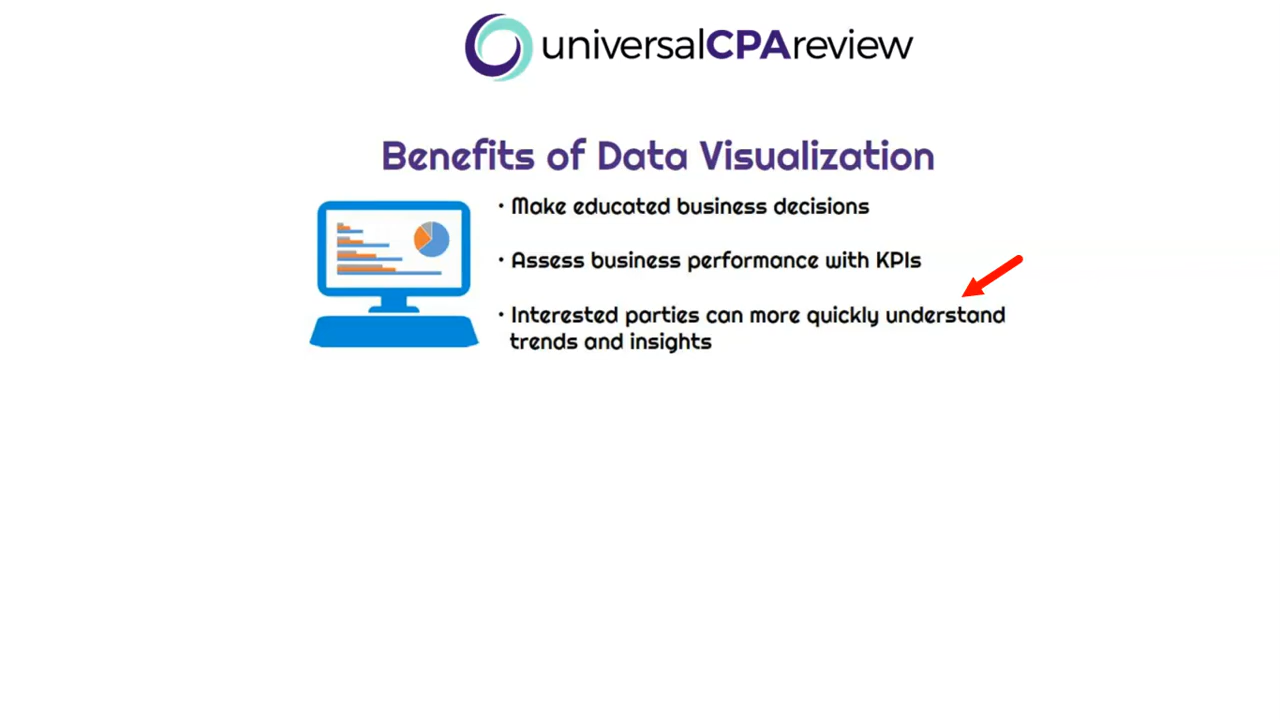 universalCPAreview
Benefits of Data Visualization
• Make educated business decisions
• Assess business performance with KPIs
• Interested parties can more quickly understand
trends and insights